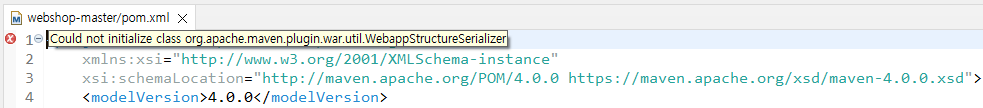 webshop-master/pom.xml
1 Could not initialize class org.apache.maven.plugin.war.util.WebappStructureSerializer
2 xmlns:xsi="http://www.w3.org/2001/XMLSchema-instance"
3 xsi:schemaLocation="http://maven.apache.org/POM/4.0.0 https://maven.apache.org/xsd/maven-4.0.0.xsd">
4 <modelVersion>4.0.0</modelVersion>